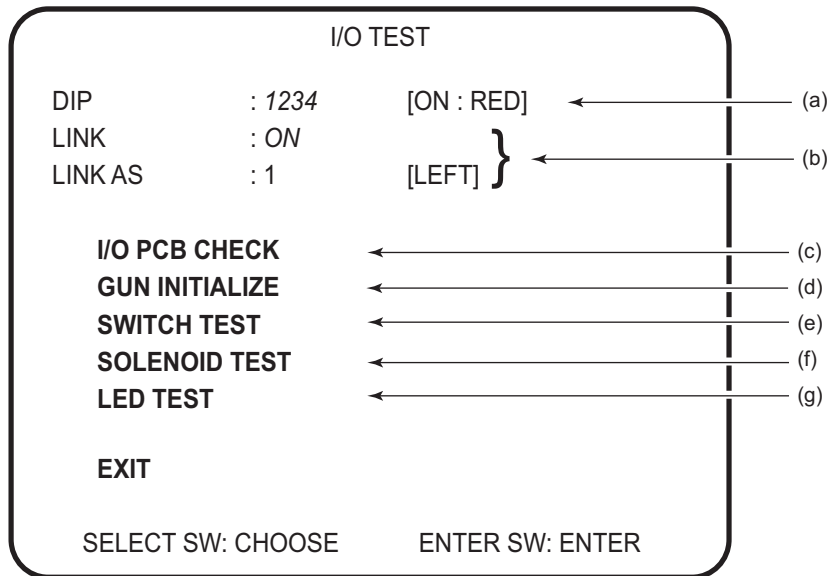 I/O TEST
DIP : 1234 [ON : RED] (a)
LINK : ON
LINK AS : 1 [LEFT] } (b)
I/O PCB CHECK (c)
GUN INITIALIZE (d)
SWITCH TEST (e)
SOLENOID TEST (f)
LED TEST (g)
EXIT
SELECT SW: CHOOSE ENTER SW: ENTER